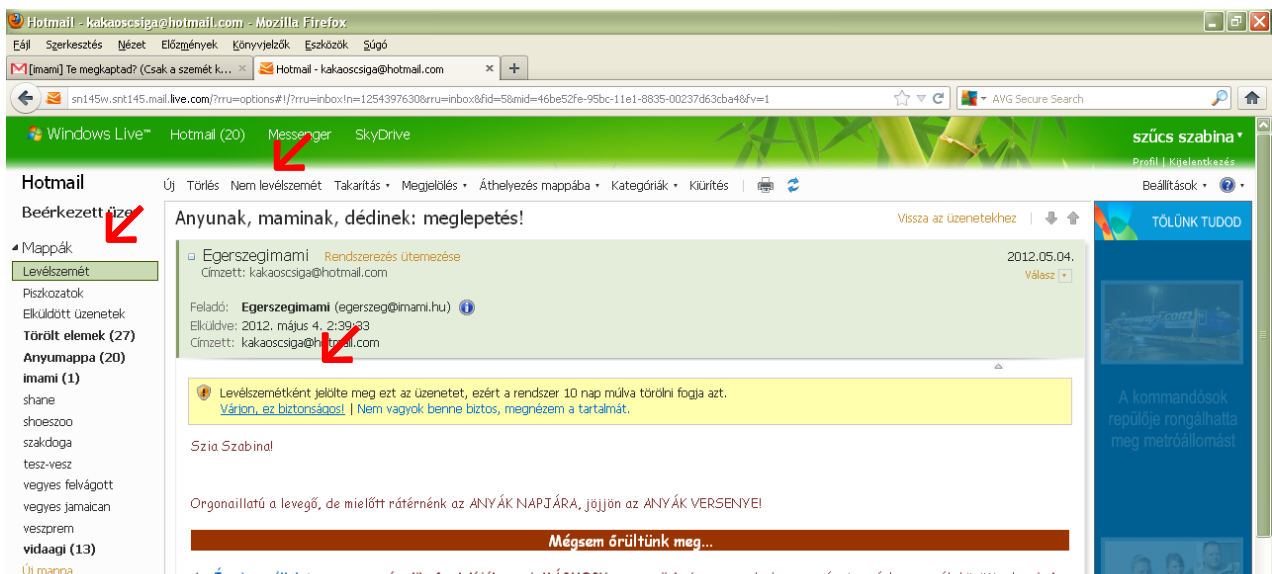 Hotmail - kakaoscsiga@hotmail.com - Mozilla Firefox
Fájl Szerkesztés Nézet Előzmények Könyvjelzők Eszközök Súgó
[imami] Te megkaptad? (Csak a szemét k... Hotmail - kakaoscsiga@hotmail.com
sn145w.snt145.mail.live.com/?rru=options#!/?rru=inbox!n=1254397630&rru=inbox&fid=5&mid=46be52fe-95bc-11e1-8835-00237d63cba4&fv=1 AVG Secure Search
Windows Live™ Hotmail (20) Messenger SkyDrive szűcs szabina
Profil | Kijelentkezés
Hotmail Új Törlés Nem levélszemét Takarítás Megjelölés Áthelyezés mappába Kategóriák Kiürítés Beállítások
Beérkezett
Anyunak, maminak, dédinek: meglepetés! Vissza az üzenetekhez
TŐLÜNK TUDOD
Mappák
Levélszemét
Piszkozatok
Elküldött üzenetek
Törölt elemek (27)
Anyumappa (20)
imami (1)
shane
shoeszoo
szakdoga
tesz-vesz
vegyes felvágott
vegyes jamaican
veszprem
vidaagi (13)
Új mappa
Egerszegimami Rendszerezés ütemezése 2012.05.04.
Címzett: kakaoscsiga@hotmail.com Válasz
Feladó: Egerszegimami (egerszeg@imami.hu)
Elküldve: 2012. május 4. 2:39:33
Címzett: kakaoscsiga@hotmail.com
Levélszemétként jelölte meg ezt az üzenetet, ezért a rendszer 10 nap múlva törölni fogja azt.
Várjon, ez biztonságos! | Nem vagyok benne biztos, megnézem a tartalmát.
Szia Szabina!
Orgonaillatú a levegő, de mielőtt rátérnénk az ANYÁK NAPJÁRA, jöjjön az ANYÁK VERSENYE!
Mégsem őrültünk meg...
A kommandósok
repülője rongálhatta
meg metróállomást